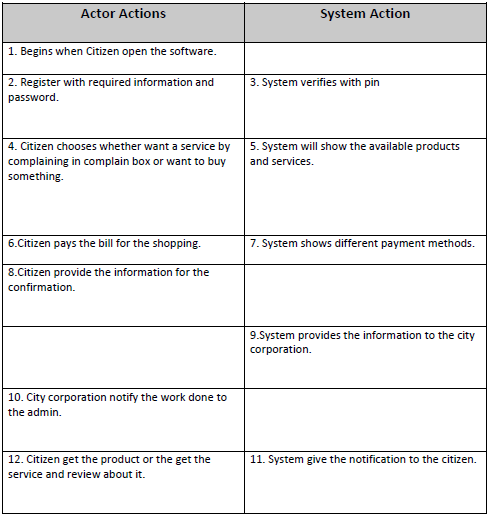 Actor Actions
System Action
1. Begins when Citizen open the software.
2. Register with required information and
password.
3. System verifies with pin
4. Citizen chooses whether want a service by
complaining in complain box or want to buy
something.
5. System will show the available products
and services.
6.Citizen pays the bill for the shopping.
7. System shows different payment methods.
8.Citizen provide the information for the
confirmation.
9.System provides the information to the city
corporation.
10. City corporation notify the work done to
the admin.
12. Citizen get the product or the get the
service and review about it.
11. System give the notification to the citizen.